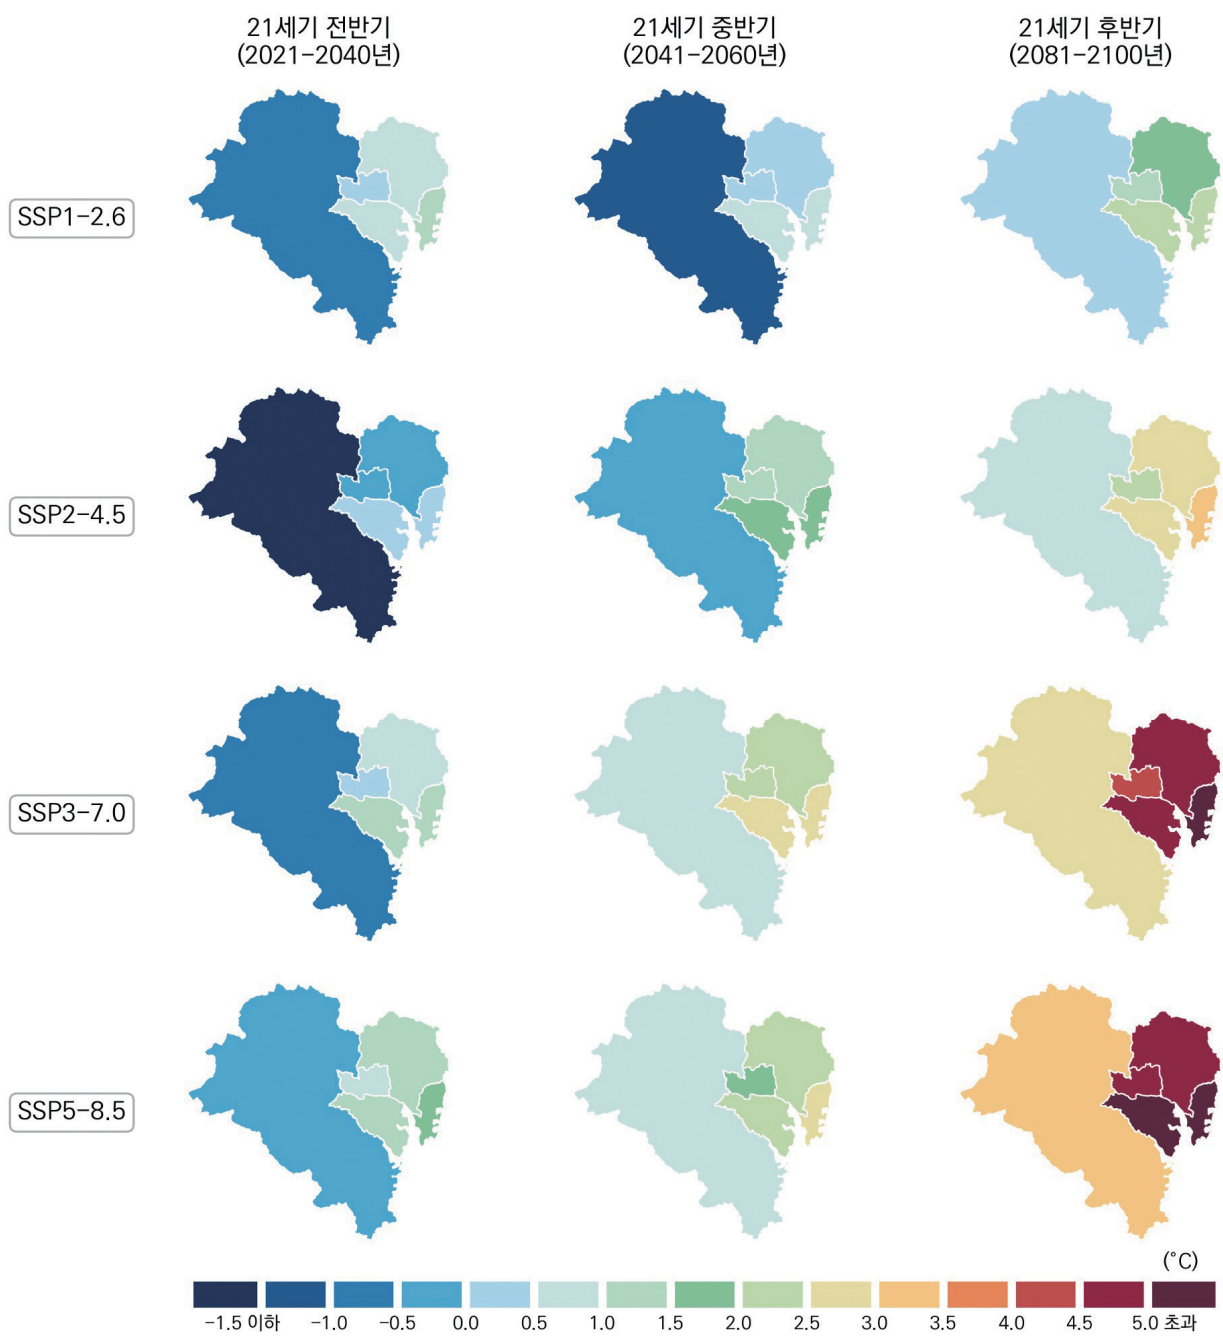 21세기 전반기
(2021-2040년)
21세기 중반기
(2041-2060년)
21세기 후반기
(2081-2100년)
SSP1-2.6
SSP2-4.5
SSP3-7.0
SSP5-8.5
(°C)
-1.5 이하 -1.0 -0.5 0.0 0.5 1.0 1.5 2.0 2.5 3.0 3.5 4.0 4.5 5.0 초과